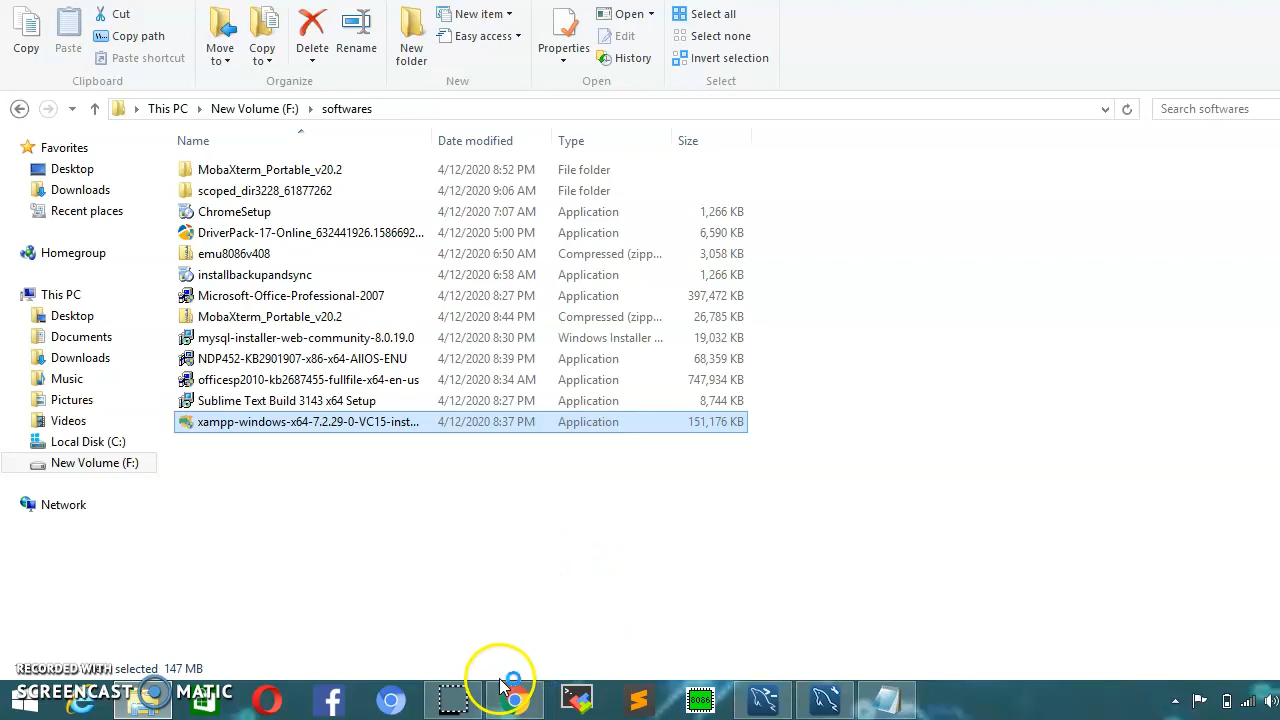 Copy
Paste
Cut
Copy path
Paste shortcut
Clipboard
Move to
Copy to
Delete
Rename
Organize
New folder
New item
Easy access
New
Properties
Open
Edit
History
Open
Select all
Select none
Invert selection
Select
This PC New Volume (F:) softwares Search softwares
Name Date modified Type Size
Favorites
Desktop
Downloads
Recent places
Homegroup
This PC
Desktop
Documents
Downloads
Music
Pictures
Videos
Local Disk (C:)
New Volume (F:)
Network
MobaXterm_Portable_v20.2 4/12/2020 8:52 PM File folder
scoped_dir3228_61877262 4/12/2020 9:06 AM File folder
ChromeSetup 4/12/2020 7:07 AM Application 1,266 KB
DriverPack-17-Online_632441926.1586692... 4/12/2020 5:00 PM Application 6,590 KB
emu8086v408 4/12/2020 6:50 AM Compressed (zipp... 3,058 KB
installbackupandsync 4/12/2020 6:58 AM Application 1,266 KB
Microsoft-Office-Professional-2007 4/12/2020 8:27 PM Application 397,472 KB
MobaXterm_Portable_v20.2 4/12/2020 8:44 PM Compressed (zipp... 26,785 KB
mysql-installer-web-community-8.0.19.0 4/12/2020 8:30 PM Windows Installer ... 19,032 KB
NDP452-KB2901907-x86-x64-AllOS-ENU 4/12/2020 8:39 PM Application 68,359 KB
officesp2010-kb2687455-fullfile-x64-en-us 4/12/2020 8:34 AM Application 747,934 KB
Sublime Text Build 3143 x64 Setup 4/12/2020 8:27 PM Application 8,744 KB
xampp-windows-x64-7.2.29-0-VC15-inst... 4/12/2020 8:37 PM Application 151,176 KB
selected 147 MB
RECORDED WITH
SCREENCAST MATIC
8086